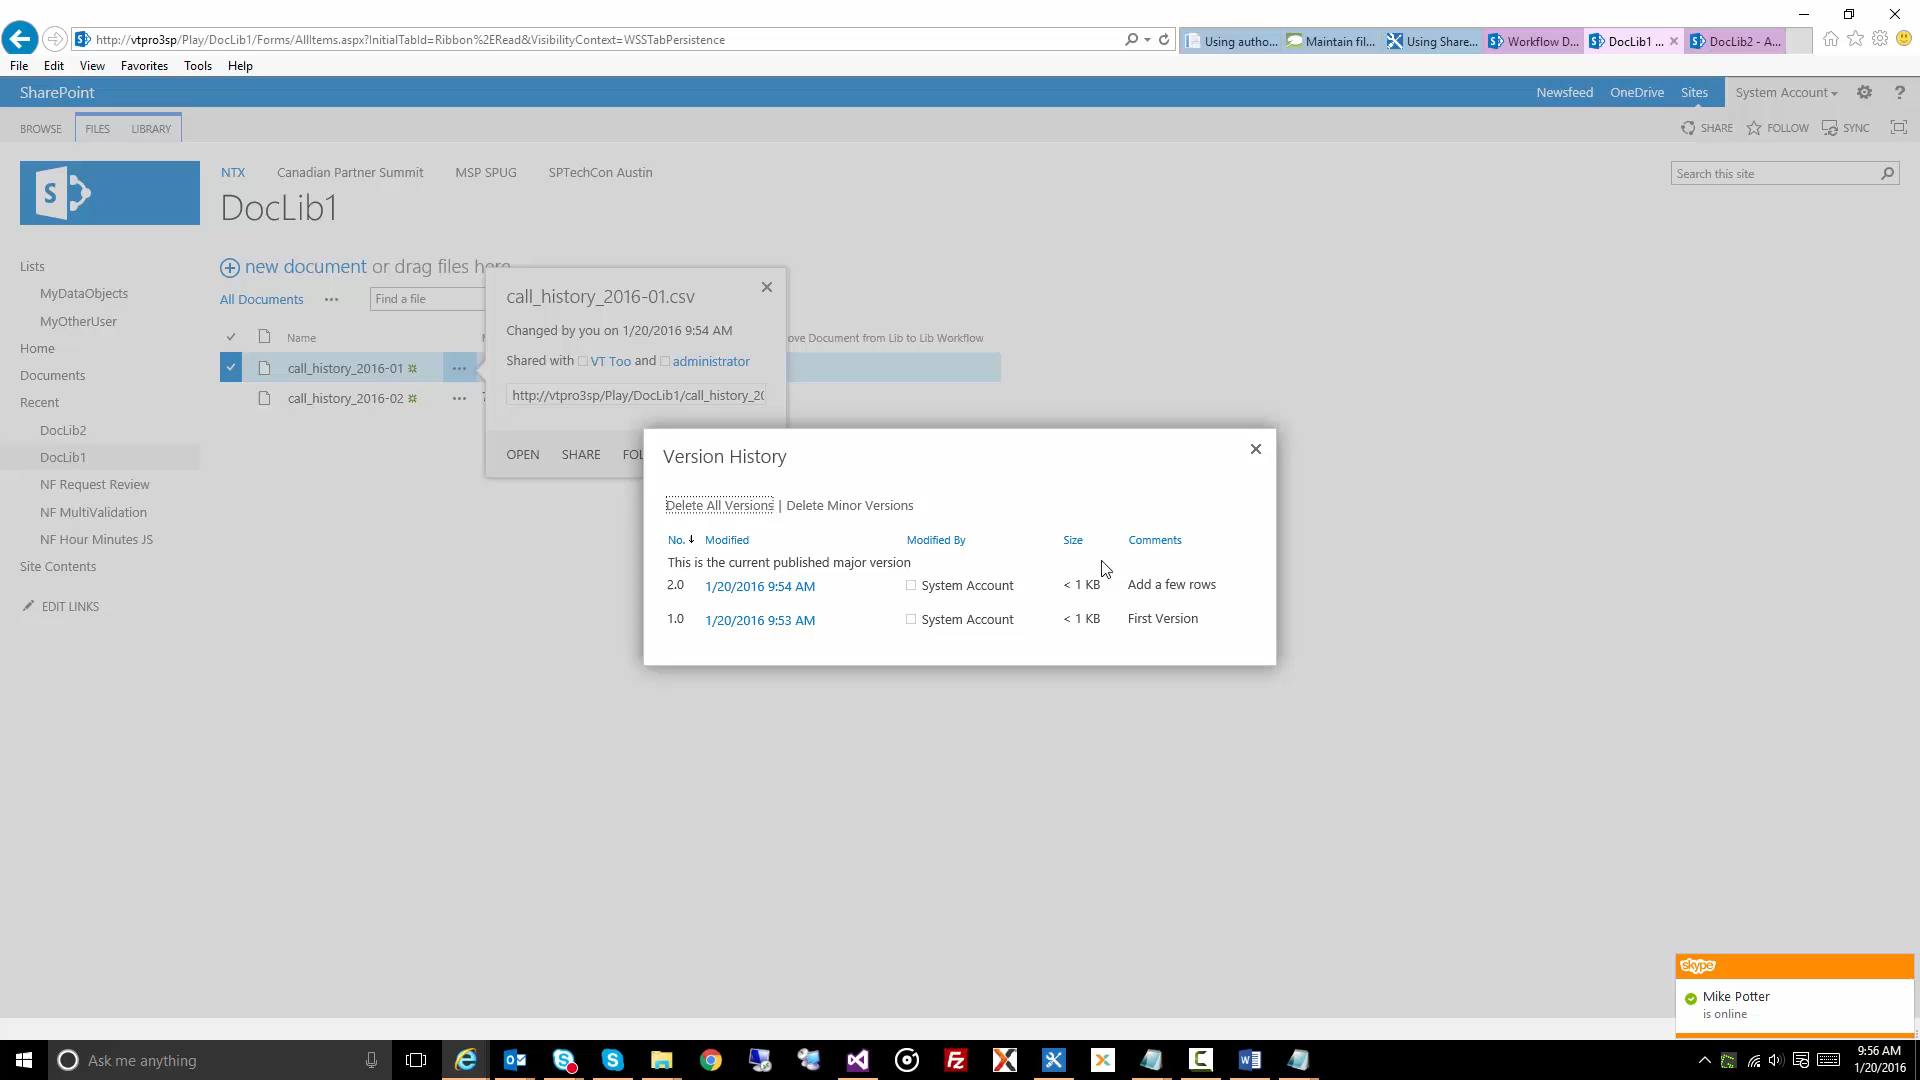 http://vtpro3sp/Play/DocLib1/Forms/AllItems.aspx?InitialTabId=Ribbon%2ERead&VisibilityContext=WSSTabPersistence
Using autho... Maintain fil... Using Share... Workflow D... DocLib1 ... DocLib2 - A...
File Edit View Favorites Tools Help
SharePoint
Newsfeed OneDrive Sites System Account ?
BROWSE FILES LIBRARY
SHARE FOLLOW SYNC
NTX Canadian Partner Summit MSP SPUG SPTechCon Austin
Search this site
DocLib1
new document or drag files here
All Documents ... Find a file
Name
ove Document from Lib to Lib Workflow
call_history_2016-01 ...
call_history_2016-02 ...
Lists
MyDataObjects
MyOtherUser
Home
Documents
Recent
DocLib2
DocLib1
NF Request Review
NF MultiValidation
NF Hour Minutes JS
Site Contents
EDIT LINKS
call_history_2016-01.csv
Changed by you on 1/20/2016 9:54 AM
Shared with VT Too and administrator
http://vtpro3sp/Play/DocLib1/call_history_20
OPEN SHARE FOL
Version History
Delete All Versions | Delete Minor Versions
No. Modified Modified By Size Comments
This is the current published major version
2.0 1/20/2016 9:54 AM System Account < 1 KB Add a few rows
1.0 1/20/2016 9:53 AM System Account < 1 KB First Version
skype
Mike Potter
is online
Ask me anything
9:56 AM
1/20/2016